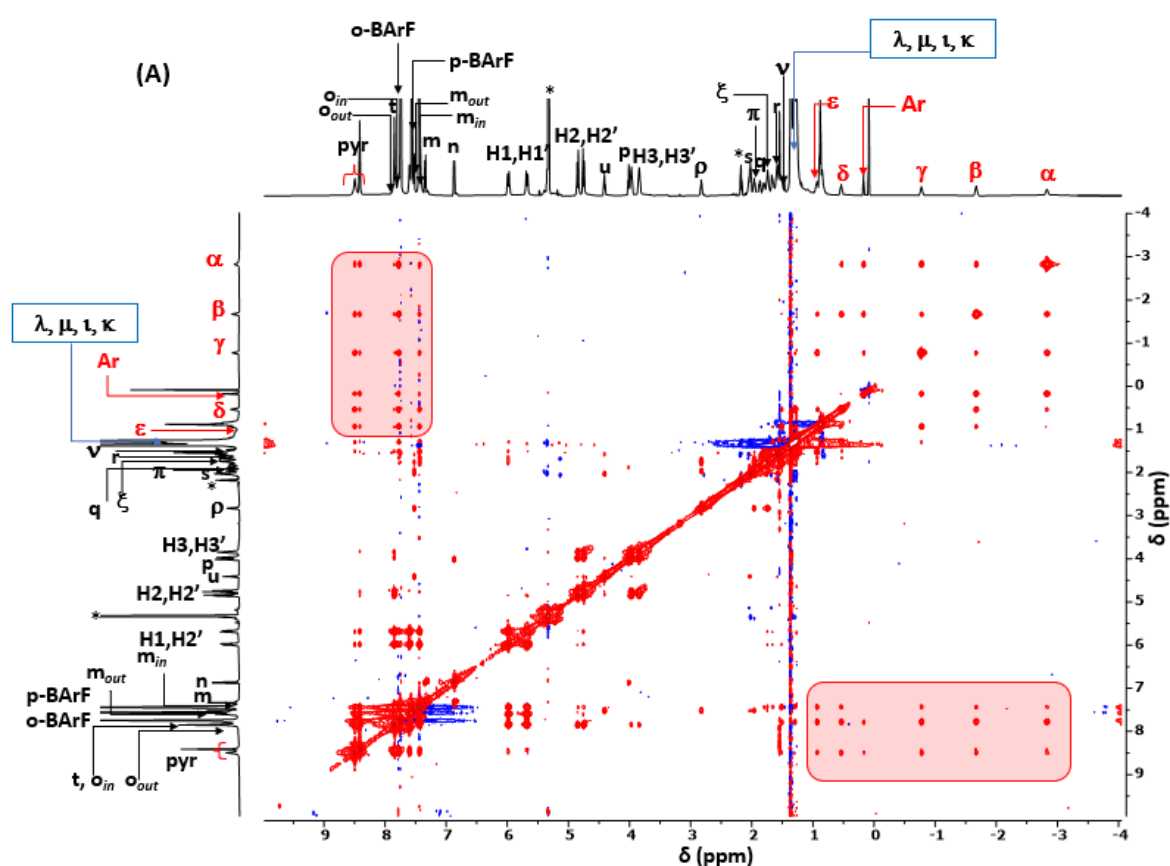 (A)
o-BArF
p-BArF
λ, μ, ι, κ
o_in
o_out
t
m_out
m_in
pyr
m
n
H1,H1’
*
H2,H2’
u
p
H3,H3’
ρ
*
s
π
q
ξ
r
ν
ε
Ar
δ
γ
β
α
α
β
λ, μ, ι, κ
γ
Ar
δ
ε
ν
r
π
s
*
q
ξ
ρ
H3,H3’
p
u
H2,H2’
*
H1,H2’
m_in
m_out
n
p-BArF
m
o-BArF
pyr
t, o_in
o_out
-4
-3
-2
-1
0
1
2
3
4
5
6
7
8
9
δ (ppm)
9 8 7 6 5 4 3 2 1 0 -1 -2 -3 -4
δ (ppm)